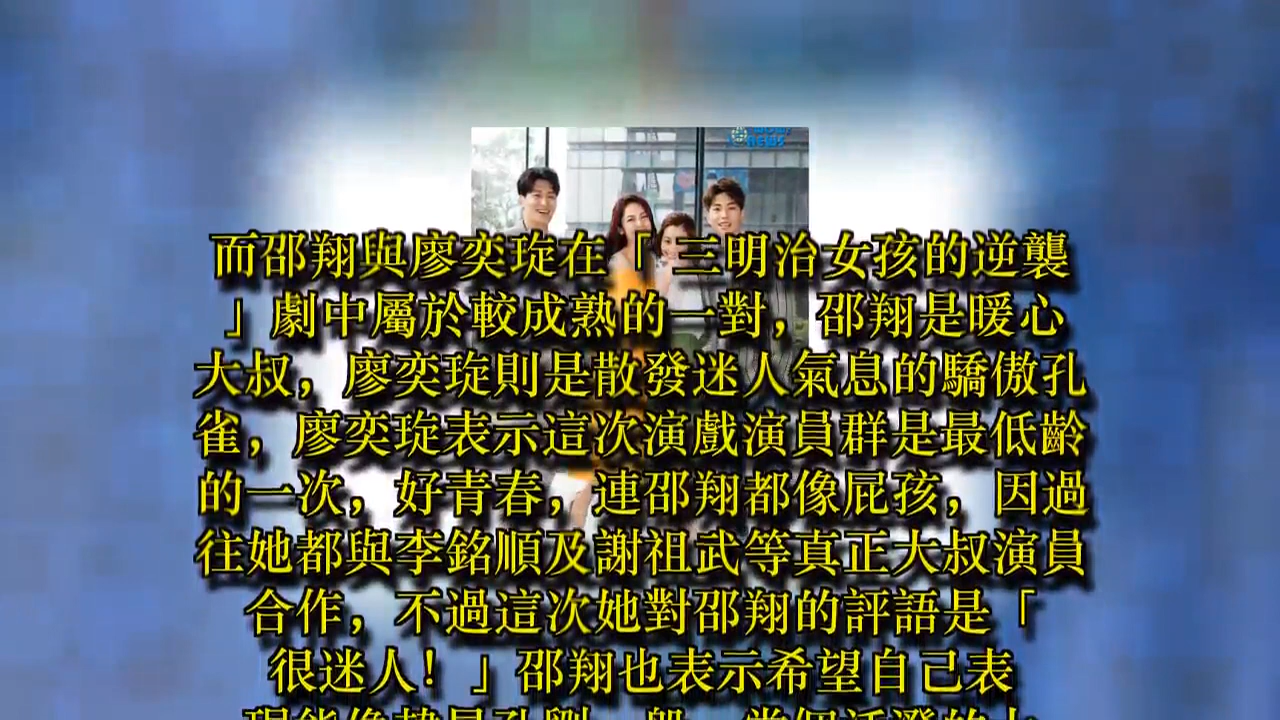 而邵翔與廖奕琁在「三明治女孩的逆襲
」劇中屬於較成熟的一對，邵翔是暖心
大叔，廖奕琁則是散發迷人氣息的驕傲孔
雀，廖奕琁表示這次演戲演員群是最低齡
的一次，好青春，連邵翔都像屁孩，因過
往她都與李銘順及謝祖武等真正大叔演員
合作，不過這次她對邵翔的評語是「
很迷人！」邵翔也表示希望自己表